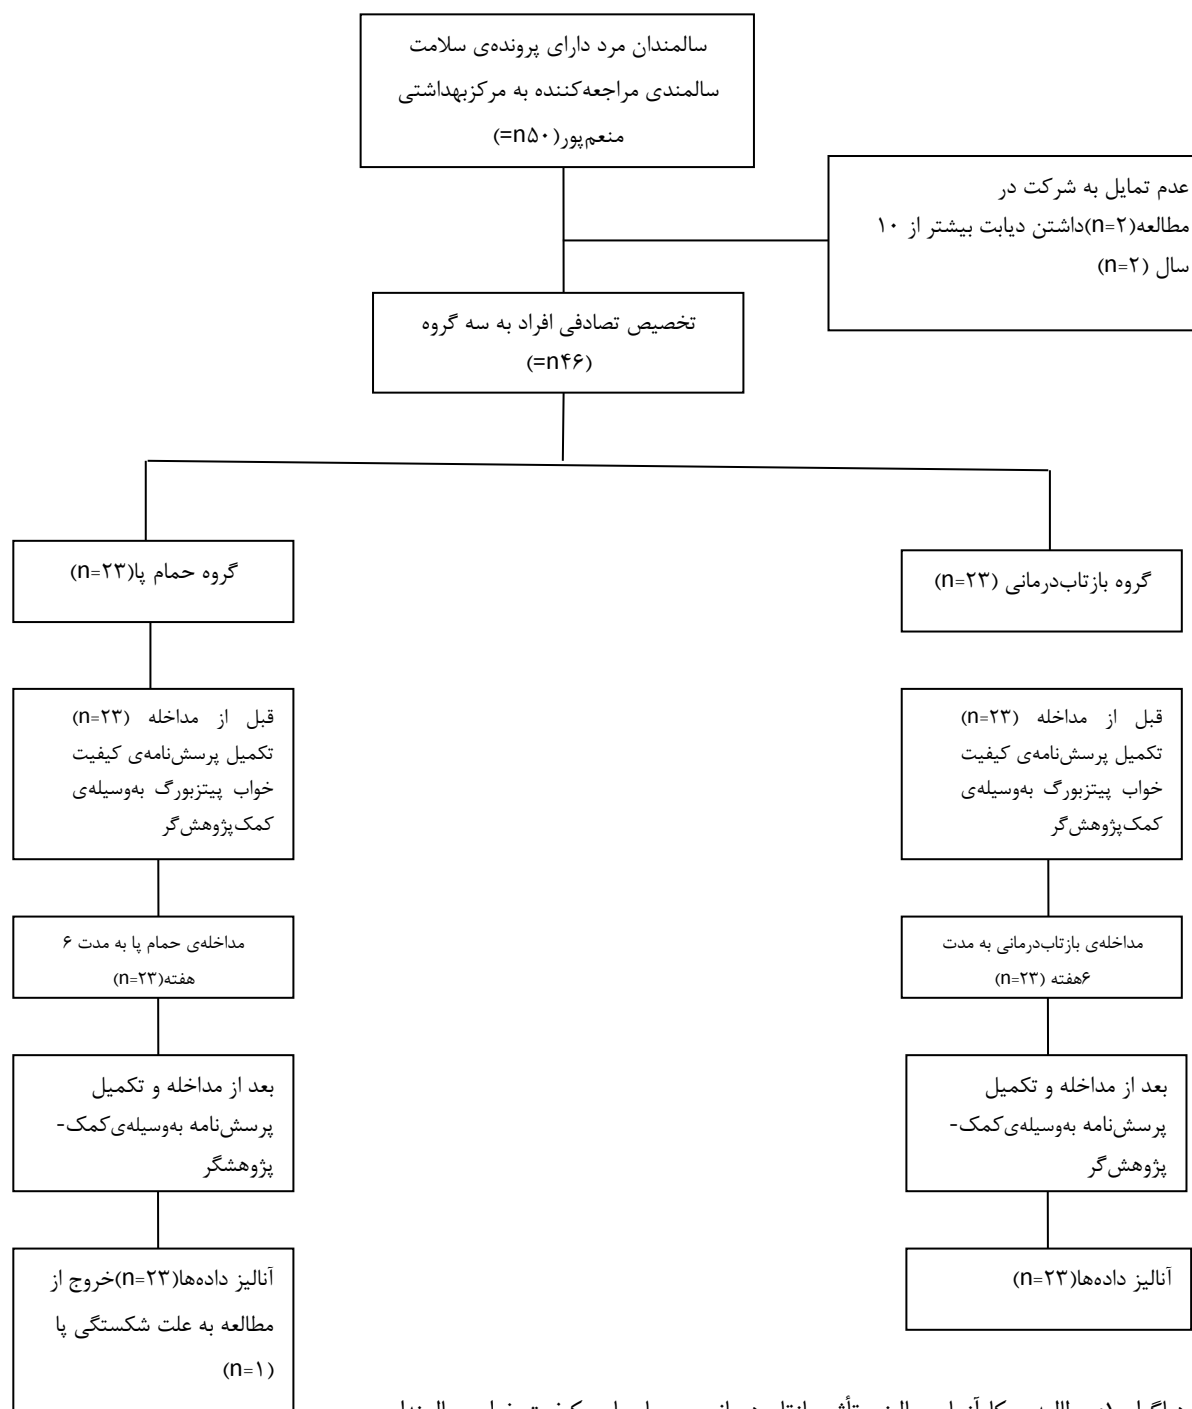 سالمندان مرد دارای پرونده‌ی سلامت
سالمندی مراجعه‌کننده به مرکزبهداشتی
منعم‌پور(n۵۰=)
عدم تمایل به شرکت در
مطالعه(n=۲)داشتن دیابت بیشتر از ۱۰
سال (n=۲)
تخصیص تصادفی افراد به سه گروه
(n۴۶=)
گروه بازتاب‌درمانی (n=۲۳)
قبل از مداخله (n=۲۳)
تکمیل پرسش‌نامه‌ی کیفیت
خواب پیتزبورگ به‌وسیله‌ی
کمک‌پژوهش‌گر
مداخله‌ی بازتاب‌درمانی به مدت
۶هفته (n=۲۳)
بعد از مداخله و تکمیل
پرسش‌نامه به‌وسیله‌ی کمک-
پژوهش‌گر
آنالیز داده‌ها(n=۲۳)
گروه حمام پا(n=۲۳)
قبل از مداخله (n=۲۳)
تکمیل پرسش‌نامه‌ی کیفیت
خواب پیتزبورگ به‌وسیله‌ی
کمک‌پژوهش‌گر
مداخله‌ی حمام پا به مدت ۶
هفته(n=۲۳)
بعد از مداخله و تکمیل
پرسش‌نامه به‌وسیله‌ی کمک-
پژوهشگر
آنالیز داده‌ها(n=۲۳)خروج از
مطالعه به علت شکستگی پا
(n=۱)